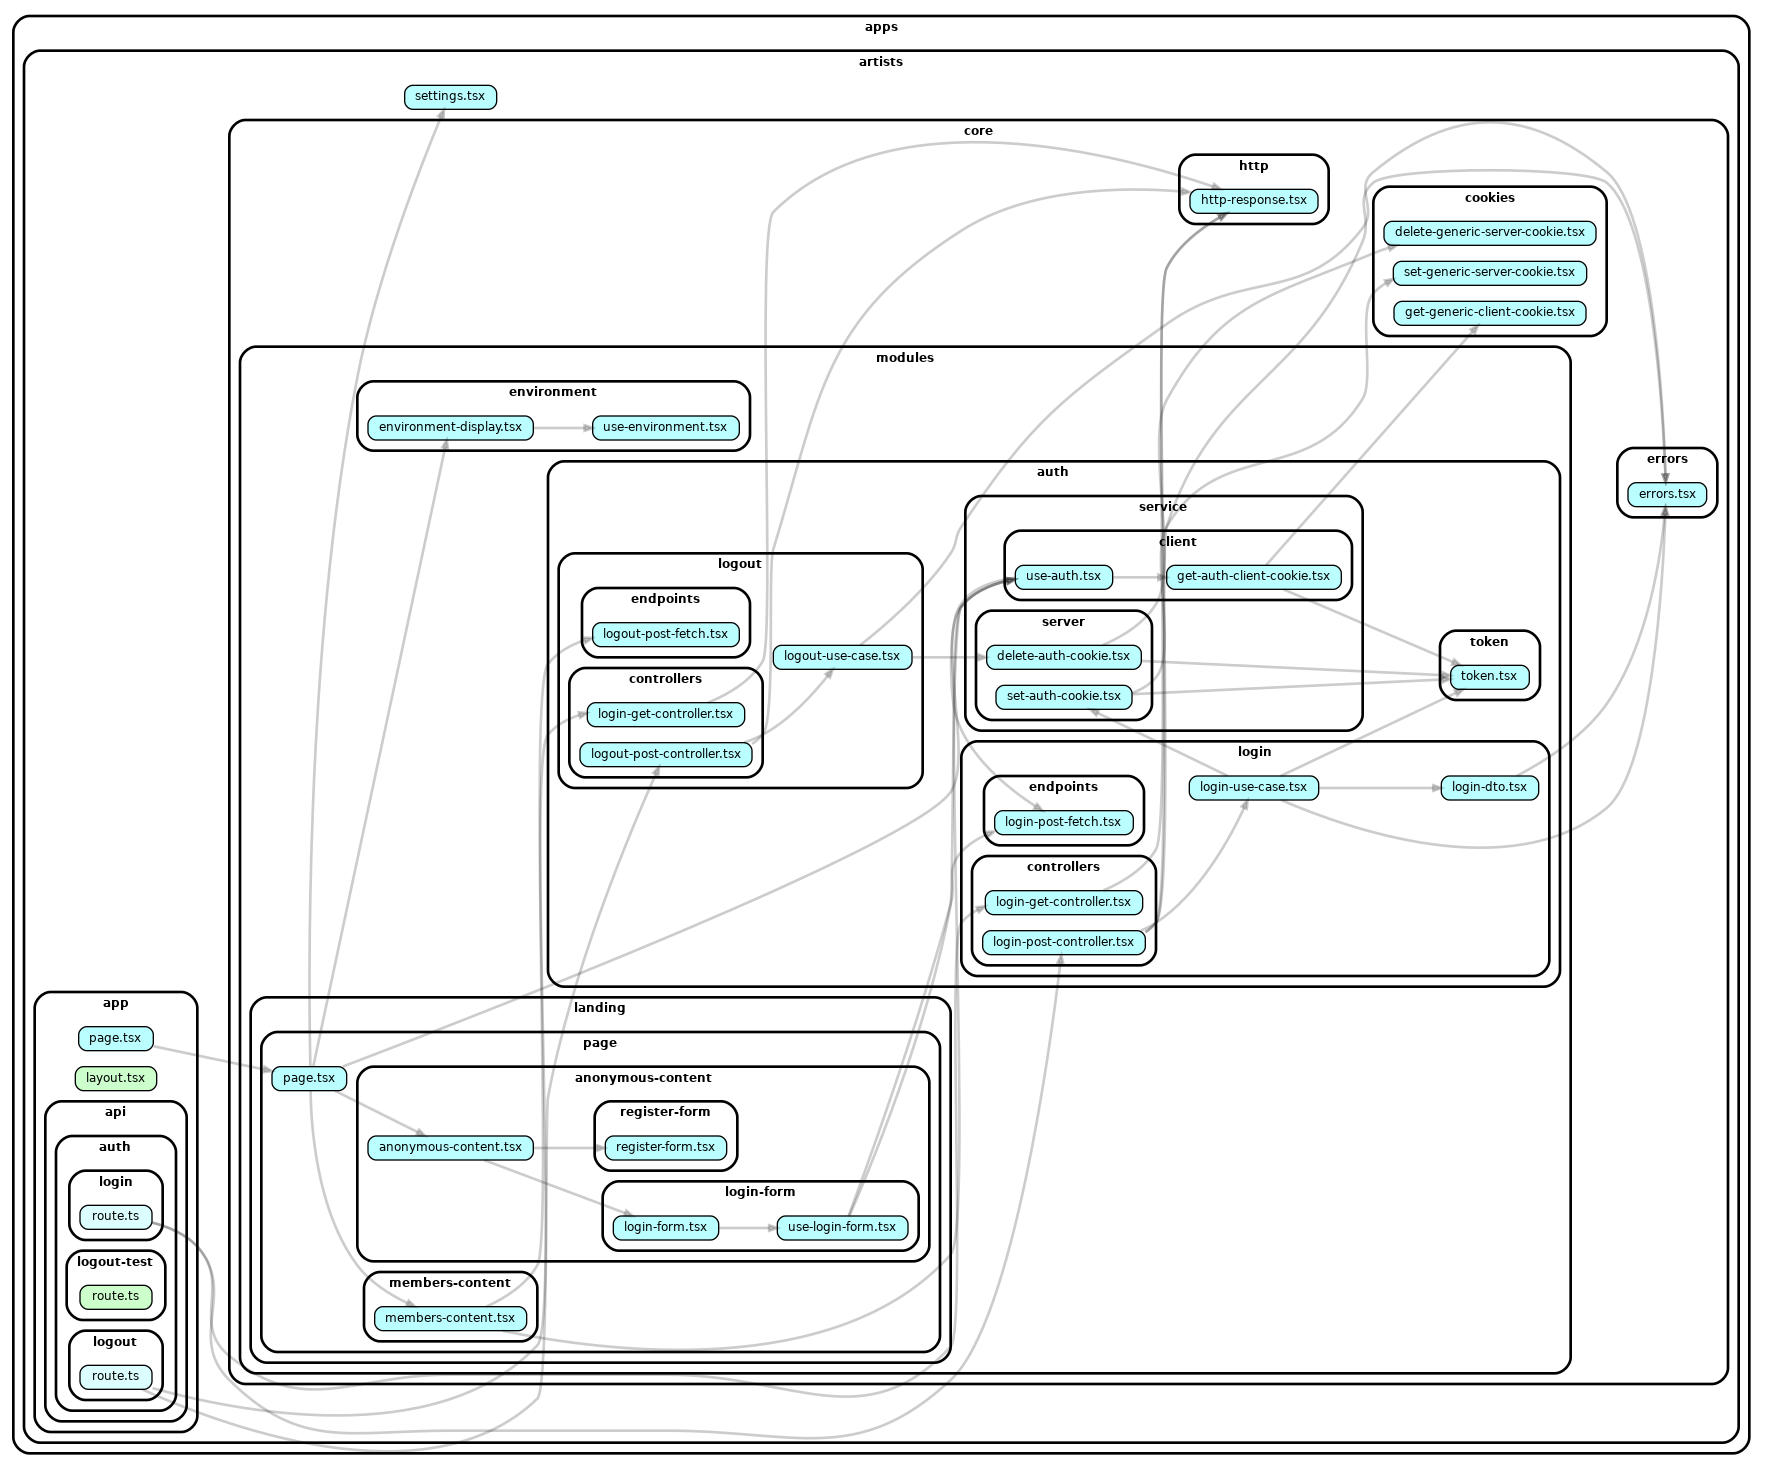 apps
artists
settings.tsx
core
http
http-response.tsx
cookies
delete-generic-server-cookie.tsx
set-generic-server-cookie.tsx
get-generic-client-cookie.tsx
modules
environment
environment-display.tsx
use-environment.tsx
errors
errors.tsx
auth
service
client
use-auth.tsx
get-auth-client-cookie.tsx
server
delete-auth-cookie.tsx
set-auth-cookie.tsx
logout
endpoints
logout-post-fetch.tsx
logout-use-case.tsx
controllers
login-get-controller.tsx
logout-post-controller.tsx
token
token.tsx
login
endpoints
login-post-fetch.tsx
login-use-case.tsx
login-dto.tsx
controllers
login-get-controller.tsx
login-post-controller.tsx
app
page.tsx
layout.tsx
api
auth
login
route.ts
logout-test
route.ts
logout
route.ts
landing
page
page.tsx
anonymous-content
anonymous-content.tsx
register-form
register-form.tsx
login-form
login-form.tsx
use-login-form.tsx
members-content
members-content.tsx